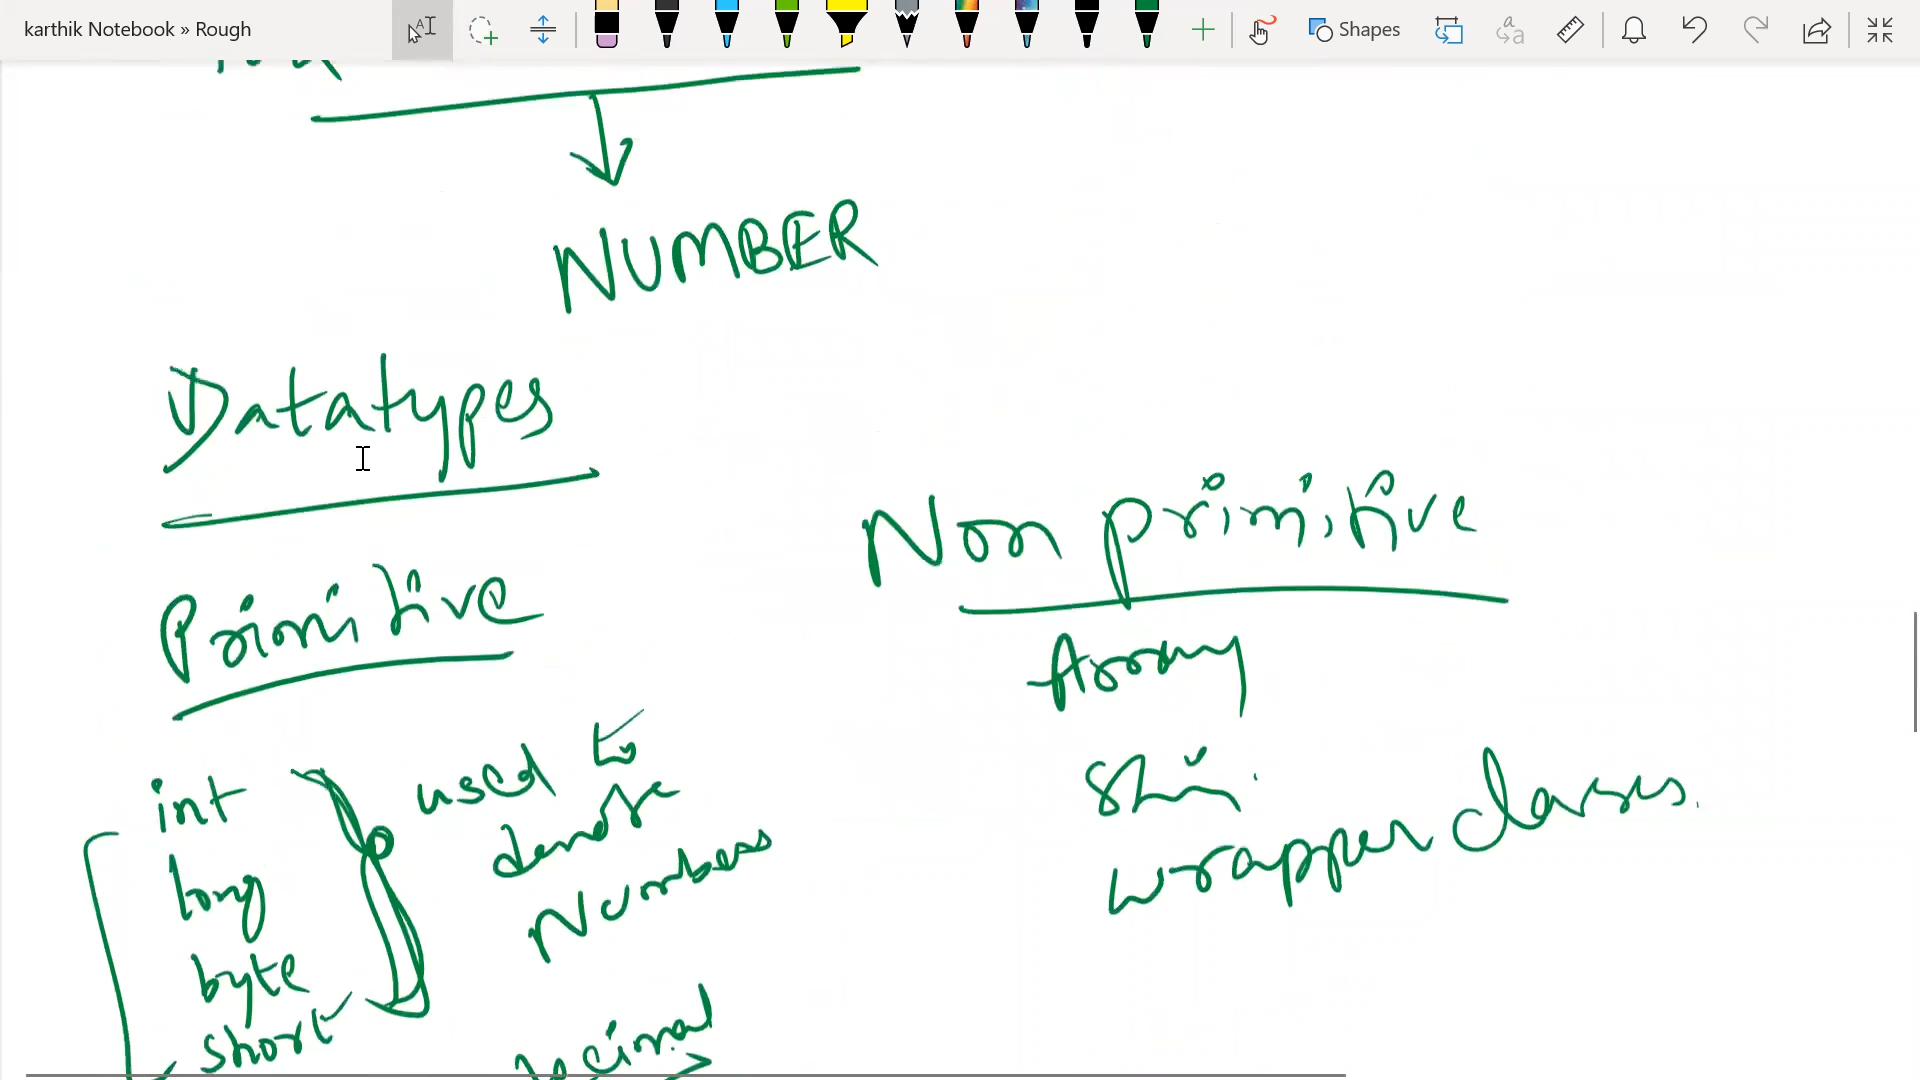 karthik Notebook » Rough
Shapes
NUMBER
Datatypes
Primitive
int
long
byte
short
used to
denote
Numbers
decimal
Non primitive
Array
wrapper classes.